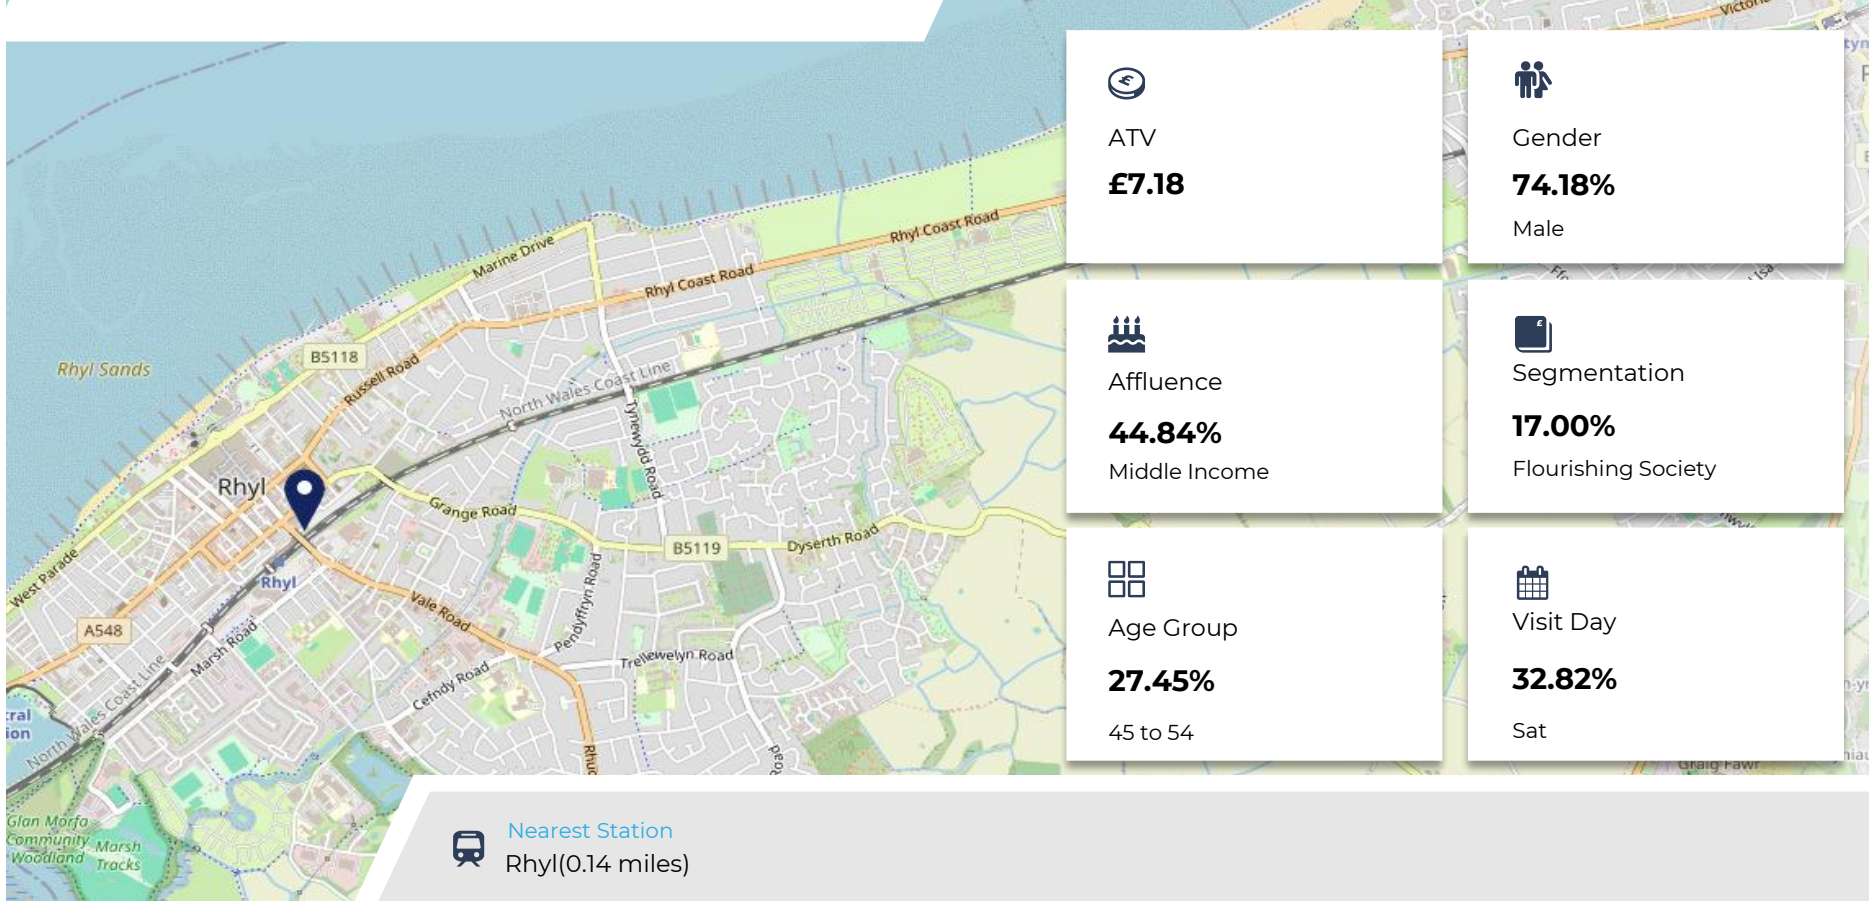 Victoria
ATV
£7.18
Gender
74.18%
Male
Affluence
44.84%
Middle Income
Segmentation
17.00%
Flourishing Society
Age Group
27.45%
45 to 54
Visit Day
32.82%
Sat
Rhyl Coast Road
Marine Drive
Rhyl Coast Road
B5118
Rhyl Sands
Russell Road
North Wales Coast Line
Tynewydd Road
Rhyl
Grange Road
B5119
Dyserth Road
West Parade
Rhyl
Vale Road
Pendyffryn Road
A548
Marsh Road
Trellewelyn Road
Cefndy Road
North Wales Coast Line
Road
Graig Fawr
Glan Morfa
Community
Woodland
Marsh
Tracks
Nearest Station
Rhyl(0.14 miles)